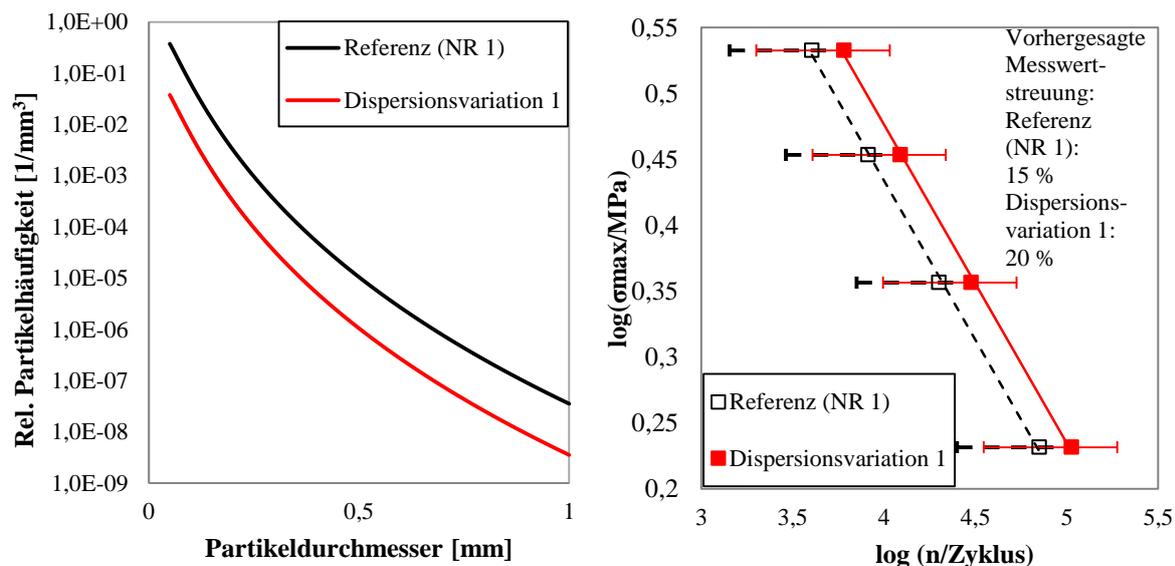 1,0E+00
1,0E-01
1,0E-02
1,0E-03
1,0E-04
1,0E-05
1,0E-06
1,0E-07
1,0E-08
1,0E-09
Rel. Partikelhäufigkeit [1/mm³]
Referenz (NR 1)
Dispersionsvariation 1
0
0,5
1
Partikeldurchmesser [mm]
0,55
0,5
0,45
0,4
0,35
0,3
0,25
0,2
log(σmax/MPa)
Vorhergesagte
Messwert-
streuung:
Referenz
(NR 1):
15 %
Dispersions-
variation 1:
20 %
Referenz (NR 1)
Dispersionsvariation 1
3
3,5
4
4,5
5
5,5
log (n/Zyklus)